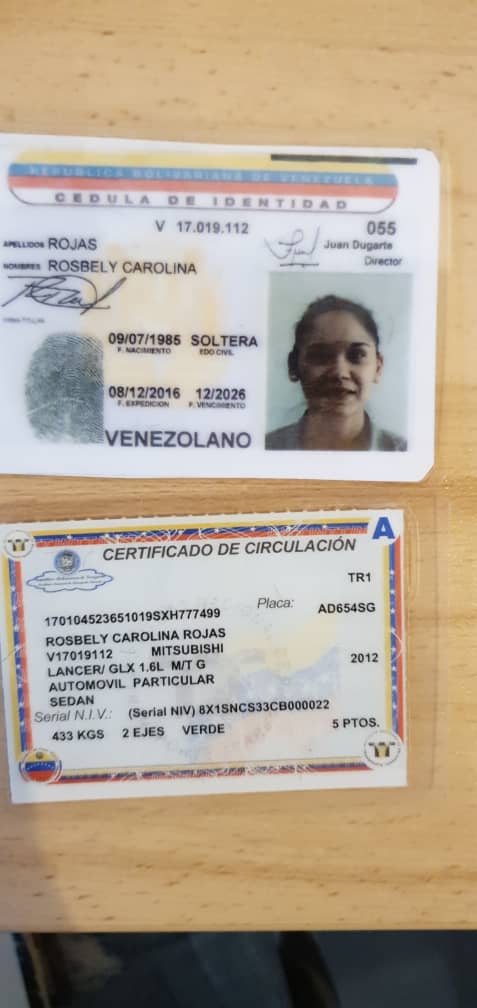 REPUBLICA BOLIVARIANA DE VENEZUELA
CEDULA DE IDENTIDAD
V 17.019.112
055
APELLIDOS ROJAS
Juan Dugarte
Director
NOMBRES ROSBELY CAROLINA
09/07/1985 SOLTERA
F. NACIMIENTO EDO CIVIL
08/12/2016 12/2026
F. EXPEDICION F. VENCIMIENTO
VENEZOLANO
A
CERTIFICADO DE CIRCULACIÓN
TR1
170104523651019SXH777499
Placa: AD654SG
ROSBELY CAROLINA ROJAS
V17019112 MITSUBISHI
LANCER/ GLX 1.6L M/T G 2012
AUTOMOVIL PARTICULAR
SEDAN
Serial N.I.V.: (Serial NIV) 8X1SNCS33CB000022
433 KGS 2 EJES VERDE 5 PTOS.